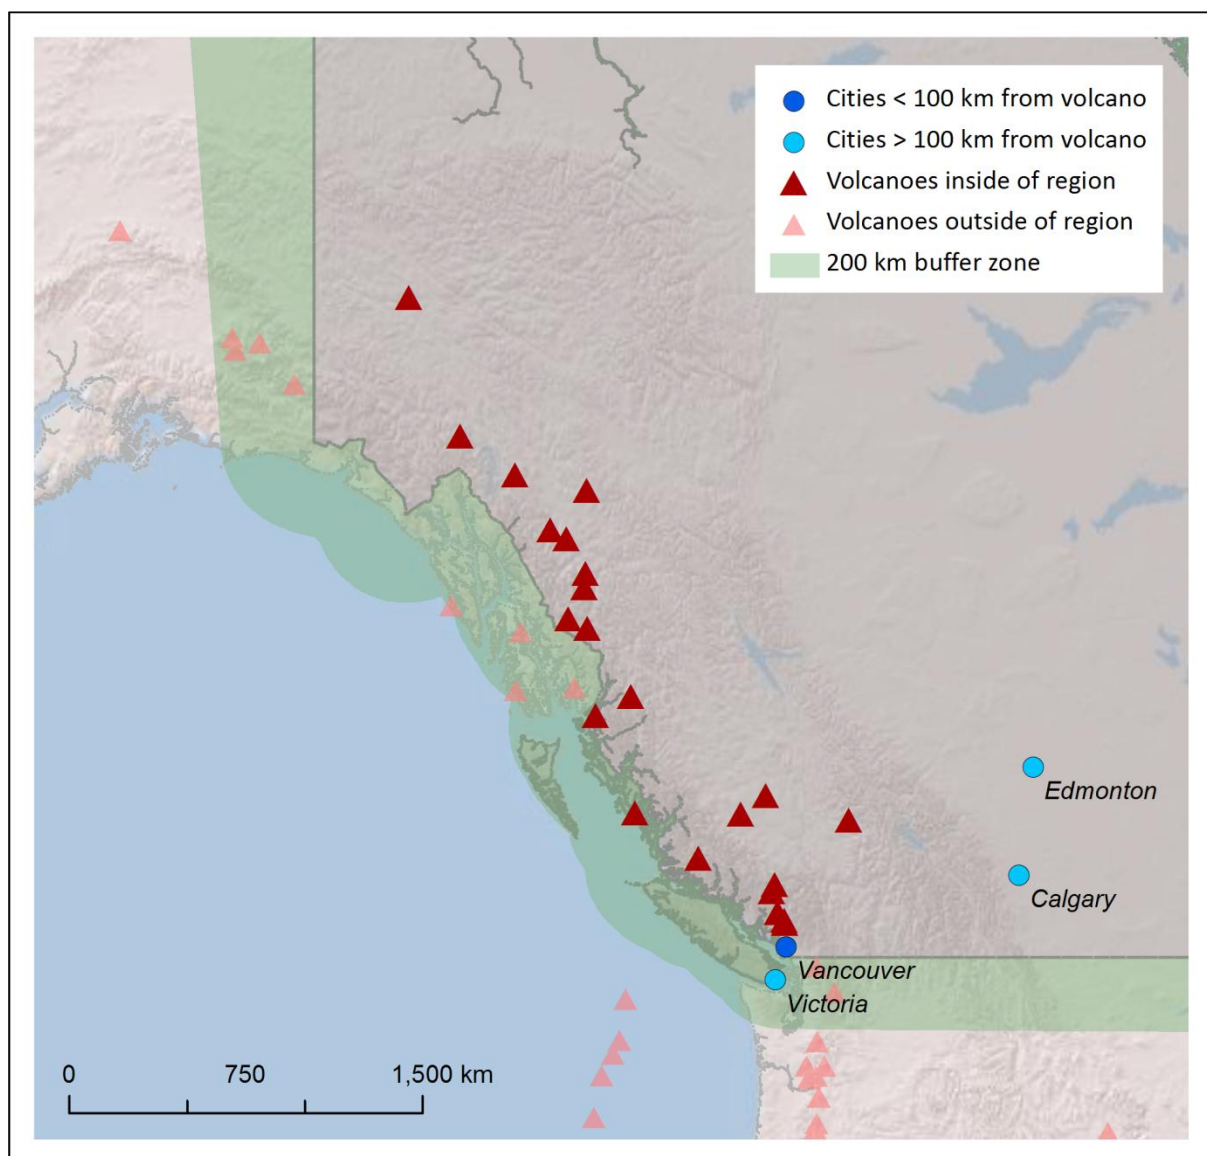 Cities < 100 km from volcano
Cities > 100 km from volcano
Volcanoes inside of region
Volcanoes outside of region
200 km buffer zone
Edmonton
Calgary
Vancouver
Victoria
0 750 1,500 km